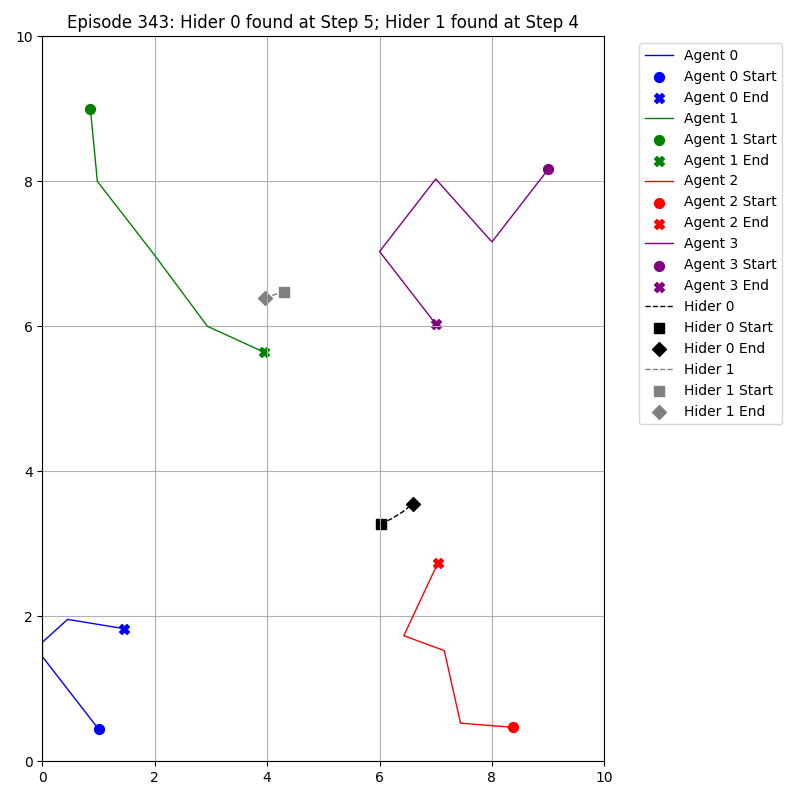 Episode 343: Hider 0 found at Step 5; Hider 1 found at Step 4
10
8
6
4
2
0
0
2
4
6
8
10
Agent 0
Agent 0 Start
Agent 0 End
Agent 1
Agent 1 Start
Agent 1 End
Agent 2
Agent 2 Start
Agent 2 End
Agent 3
Agent 3 Start
Agent 3 End
Hider 0
Hider 0 Start
Hider 0 End
Hider 1
Hider 1 Start
Hider 1 End